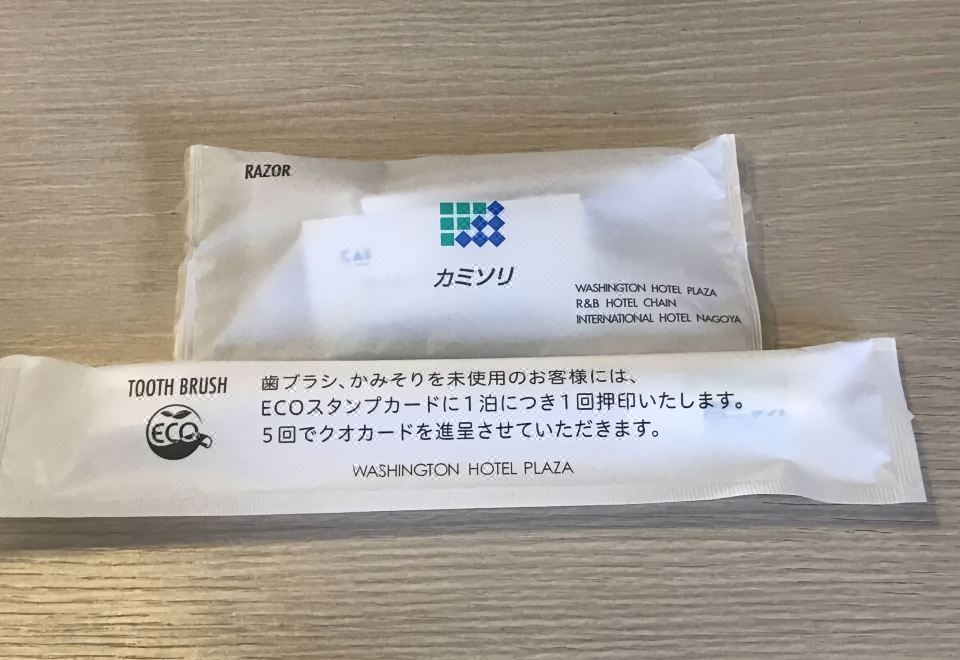 RAZOR
カミソリ
WASHINGTON HOTEL PLAZA
R&B HOTEL CHAIN
INTERNATIONAL HOTEL NAGOYA
TOOTH BRUSH
ECO
歯ブラシ、かみそりを未使用のお客様には、
ECOスタンプカードに1泊につき1回押印いたします。
5回でクオカードを進呈させていただきます。
WASHINGTON HOTEL PLAZA